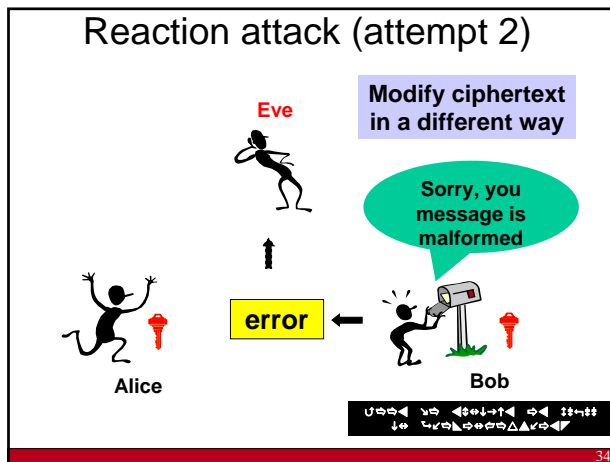 Reaction attack (attempt 2)
Eve
Modify ciphertext
in a different way
Sorry, you
message is
malformed
error
Alice
Bob
34